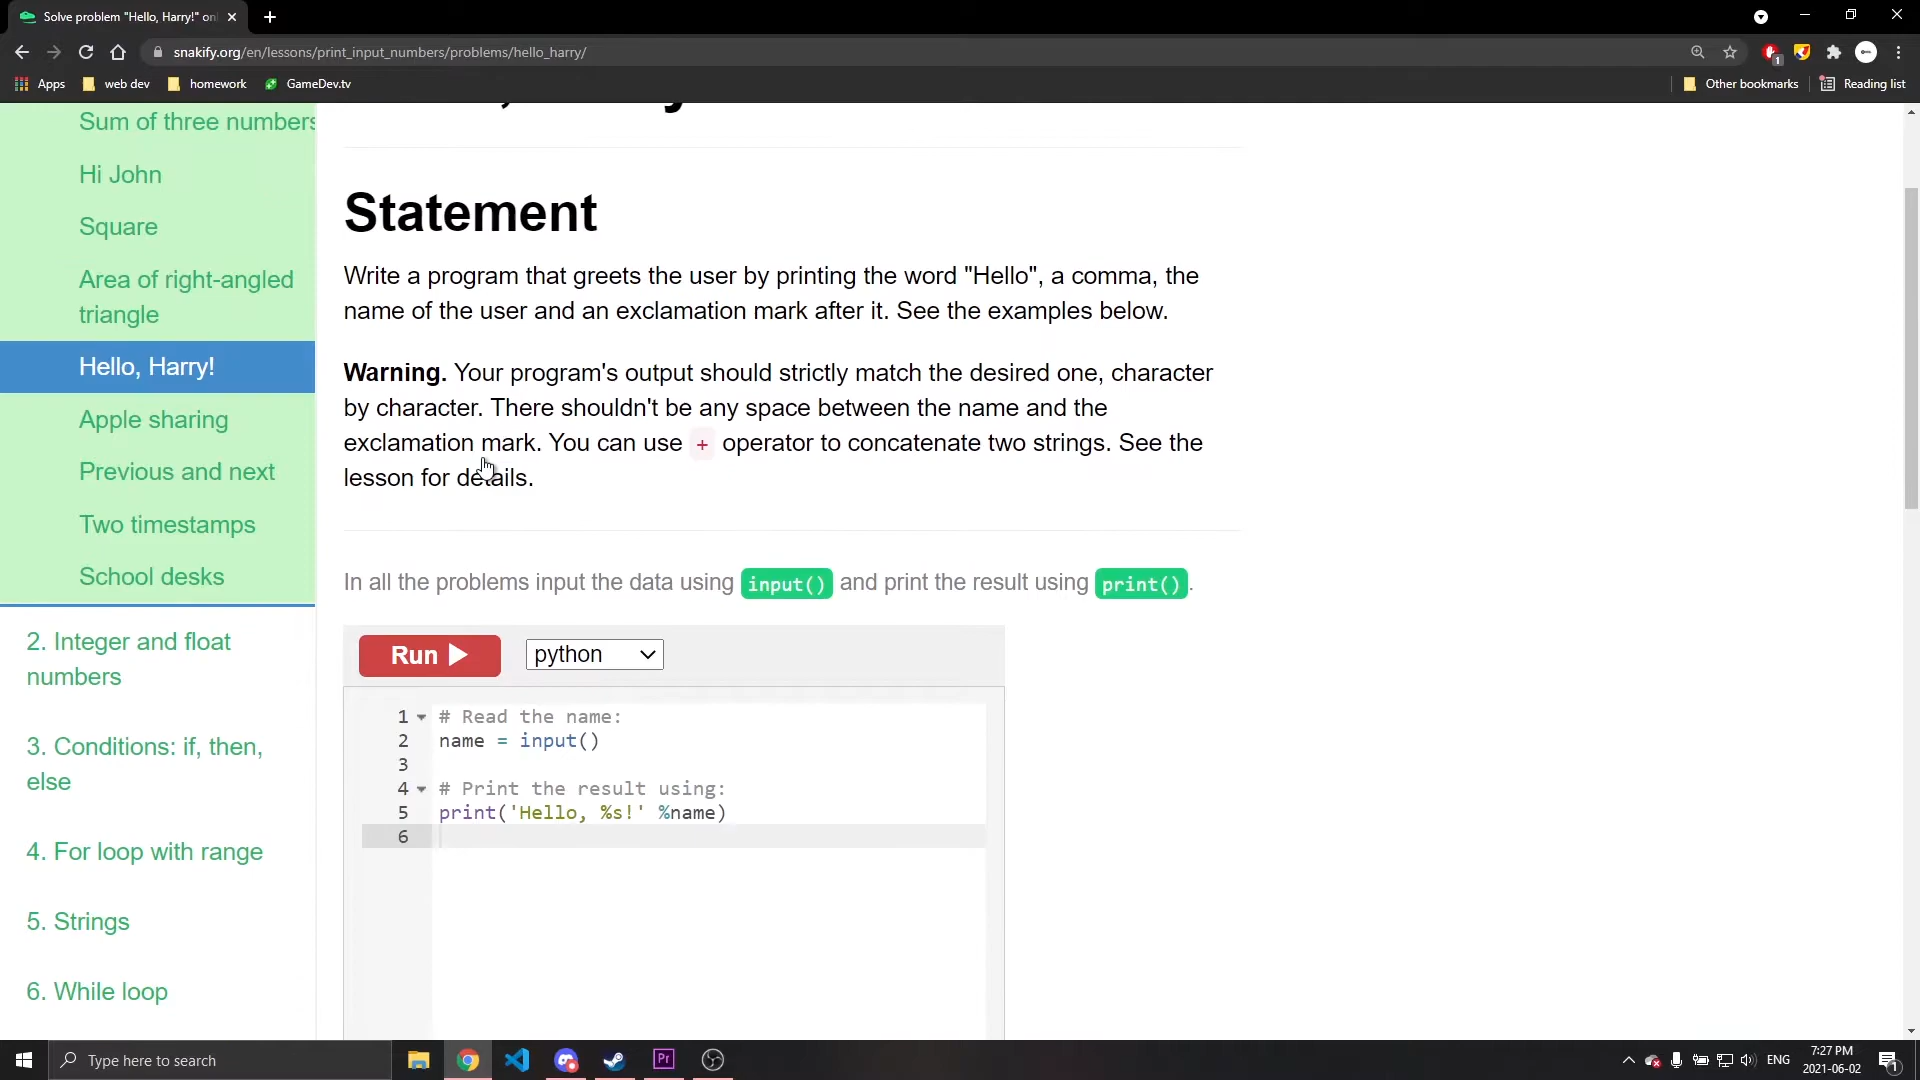 Solve problem "Hello, Harry!" on
snakify.org/en/lessons/print_input_numbers/problems/hello_harry/
1
Apps
web dev
homework
GameDev.tv
Other bookmarks
Reading list
Sum of three numbers
Hi John
Square
Area of right-angled
triangle
Hello, Harry!
Apple sharing
Previous and next
Two timestamps
School desks
2. Integer and float
numbers
3. Conditions: if, then,
else
4. For loop with range
5. Strings
6. While loop
Statement
Write a program that greets the user by printing the word "Hello", a comma, the
name of the user and an exclamation mark after it. See the examples below.
Warning. Your program's output should strictly match the desired one, character
by character. There shouldn't be any space between the name and the
exclamation mark. You can use + operator to concatenate two strings. See the
lesson for details.
In all the problems input the data using input() and print the result using print().
Run
python
1 # Read the name:
2 name = input()
3
4 # Print the result using:
5 print('Hello, %s!' %name)
6
Type here to search
Pr
ENG
7:27 PM
2021-06-02
1